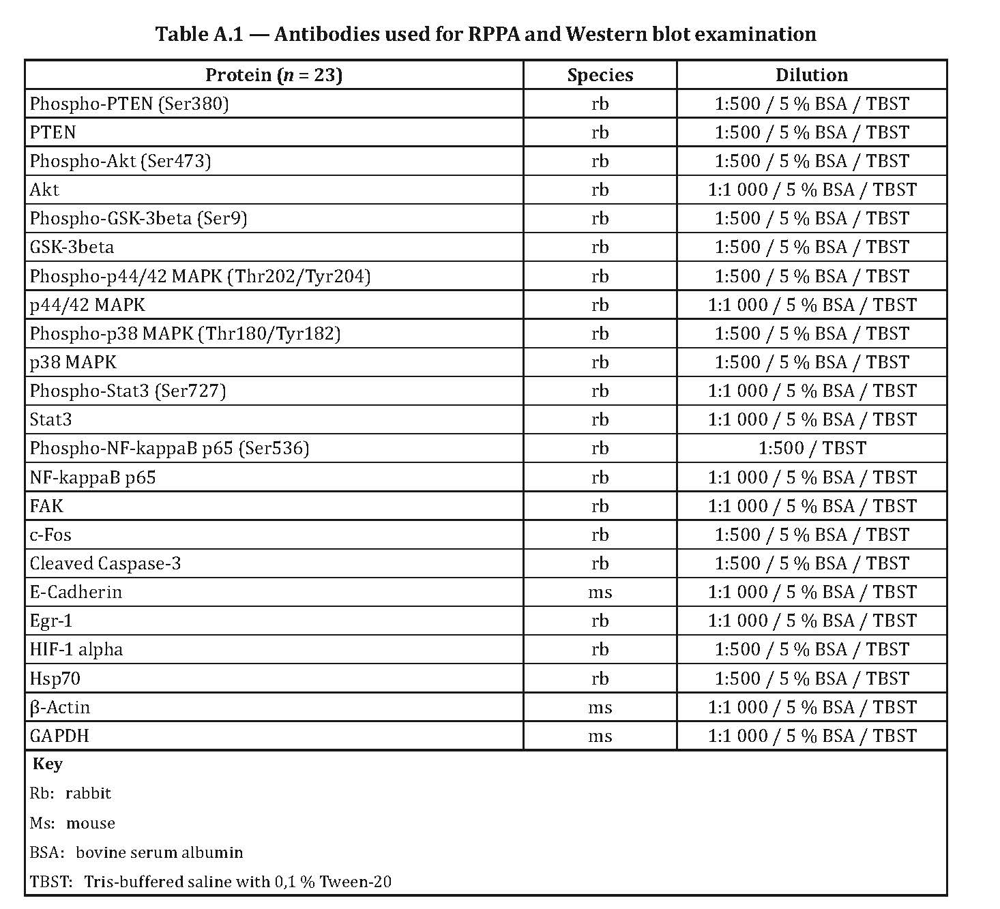 Table A.1 — Antibodies used for RPPA and Western blot examination
Protein (n = 23) Species Dilution
Phospho-PTEN (Ser380) rb 1:500 / 5 % BSA / TBST
PTEN rb 1:500 / 5 % BSA / TBST
Phospho-Akt (Ser473) rb 1:500 / 5 % BSA / TBST
Akt rb 1:1 000 / 5 % BSA / TBST
Phospho-GSK-3beta (Ser9) rb 1:500 / 5 % BSA / TBST
GSK-3beta rb 1:500 / 5 % BSA / TBST
Phospho-p44/42 MAPK (Thr202/Tyr204) rb 1:500 / 5 % BSA / TBST
p44/42 MAPK rb 1:1 000 / 5 % BSA / TBST
Phospho-p38 MAPK (Thr180/Tyr182) rb 1:500 / 5 % BSA / TBST
p38 MAPK rb 1:500 / 5 % BSA / TBST
Phospho-Stat3 (Ser727) rb 1:1 000 / 5 % BSA / TBST
Stat3 rb 1:1 000 / 5 % BSA / TBST
Phospho-NF-kappaB p65 (Ser536) rb 1:500 / TBST
NF-kappaB p65 rb 1:1 000 / 5 % BSA / TBST
FAK rb 1:1 000 / 5 % BSA / TBST
c-Fos rb 1:500 / 5 % BSA / TBST
Cleaved Caspase-3 rb 1:500 / 5 % BSA / TBST
E-Cadherin ms 1:1 000 / 5 % BSA / TBST
Egr-1 rb 1:1 000 / 5 % BSA / TBST
HIF-1 alpha rb 1:500 / 5 % BSA / TBST
Hsp70 rb 1:500 / 5 % BSA / TBST
β-Actin ms 1:1 000 / 5 % BSA / TBST
GAPDH ms 1:1 000 / 5 % BSA / TBST
Key
Rb: rabbit
Ms: mouse
BSA: bovine serum albumin
TBST: Tris-buffered saline with 0,1 % Tween-20